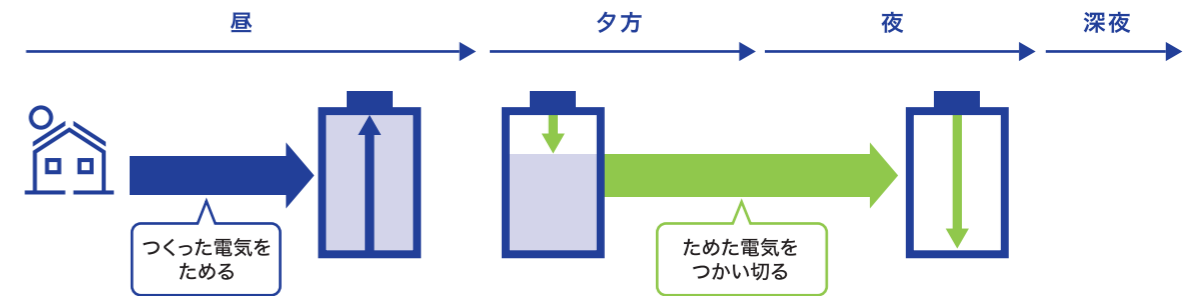 昼
夕方
夜
深夜
つくった電気を
ためる
ためた電気を
つかい切る